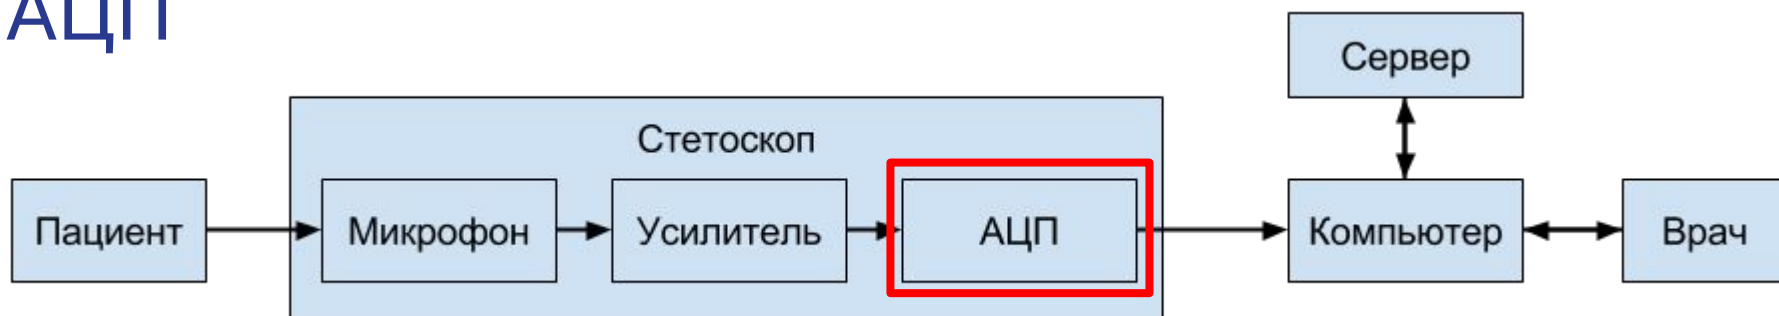 АЦП
Сервер
Стетоскоп
Пациент
Микрофон
Усилитель
АЦП
Компьютер
Врач